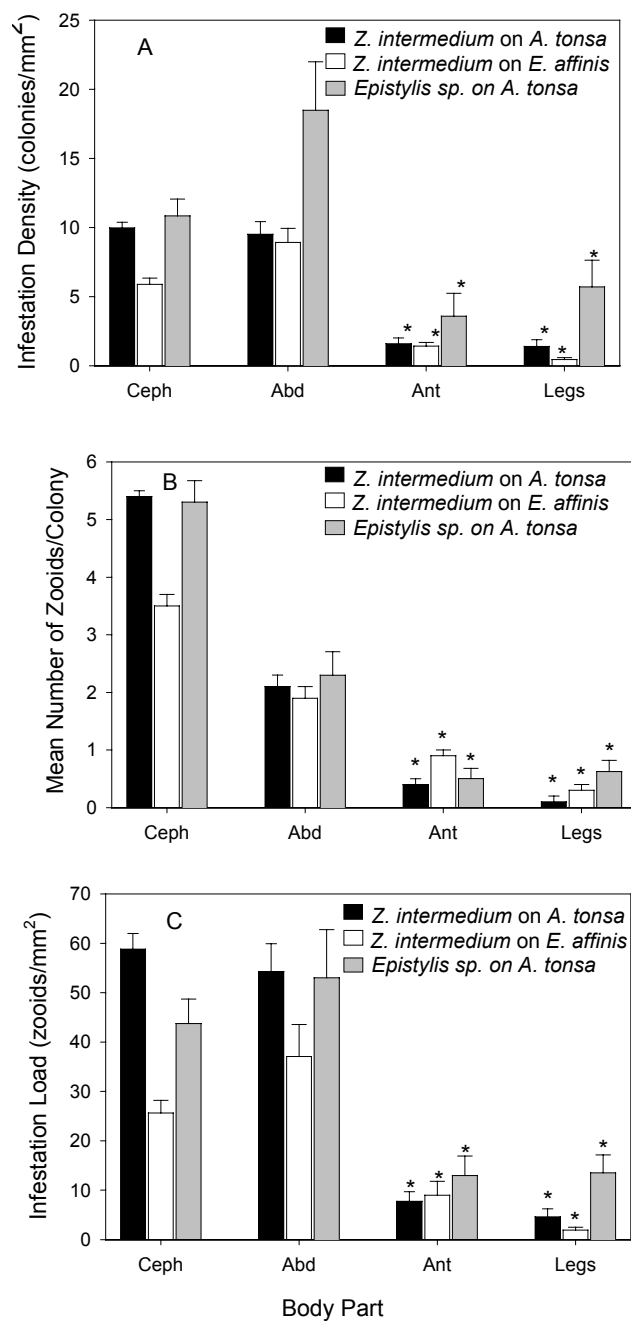 25
20
15
10
5
0
Infestation Density (colonies/mm²)
A
Z. intermedium on A. tonsa
Z. intermedium on E. affinis
Epistylis sp. on A. tonsa
* * * * * *
Ceph Abd Ant Legs
6
5
4
3
2
1
0
Mean Number of Zooids/Colony
B
Z. intermedium on A. tonsa
Z. intermedium on E. affinis
Epistylis sp. on A. tonsa
* * * * * *
Ceph Abd Ant Legs
70
60
50
40
30
20
10
0
Infestation Load (zooids/mm²)
C
Z. intermedium on A. tonsa
Z. intermedium on E. affinis
Epistylis sp. on A. tonsa
* * * * * *
Ceph Abd Ant Legs
Body Part